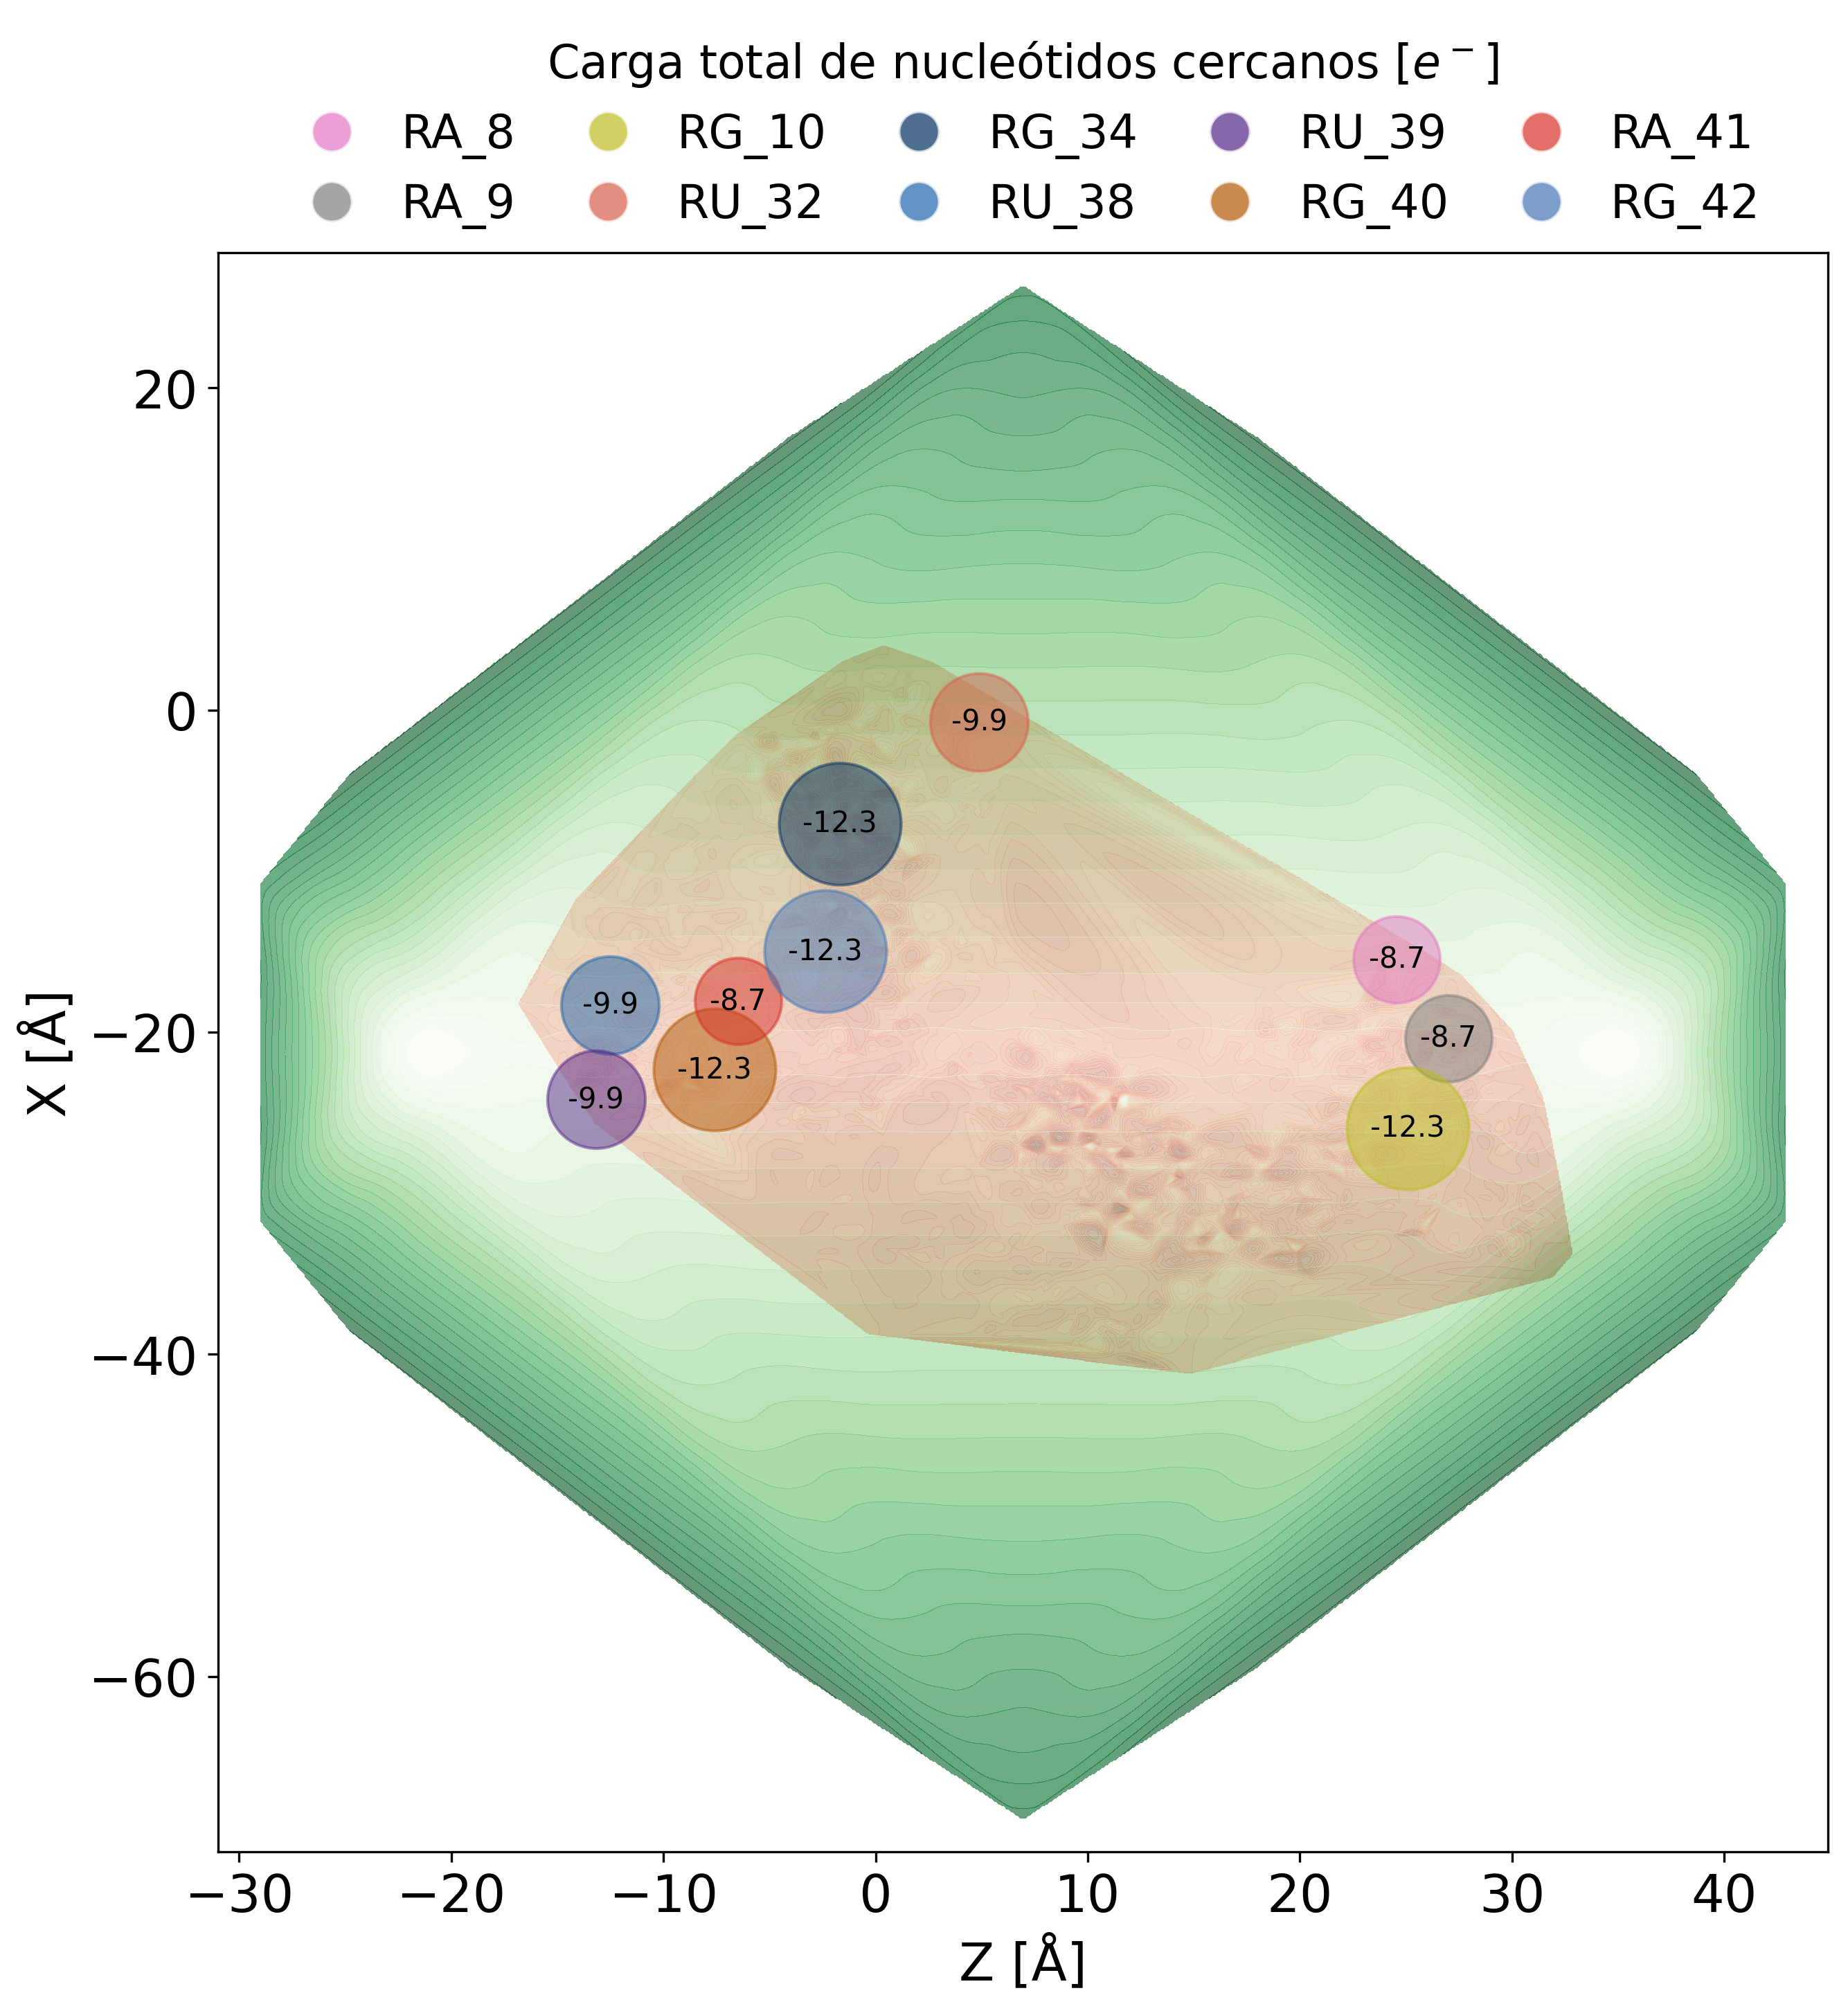 Carga total de nucleótidos cercanos [e⁻]
RA_8 RG_10 RG_34 RU_39 RA_41
RA_9 RU_32 RU_38 RG_40 RG_42
20
0
−20
−40
−60
X [Å]
-9.9
-12.3
-12.3
-8.7
-9.9
-8.7
-8.7
-12.3
-9.9
-12.3
−30 −20 −10 0 10 20 30 40
Z [Å]